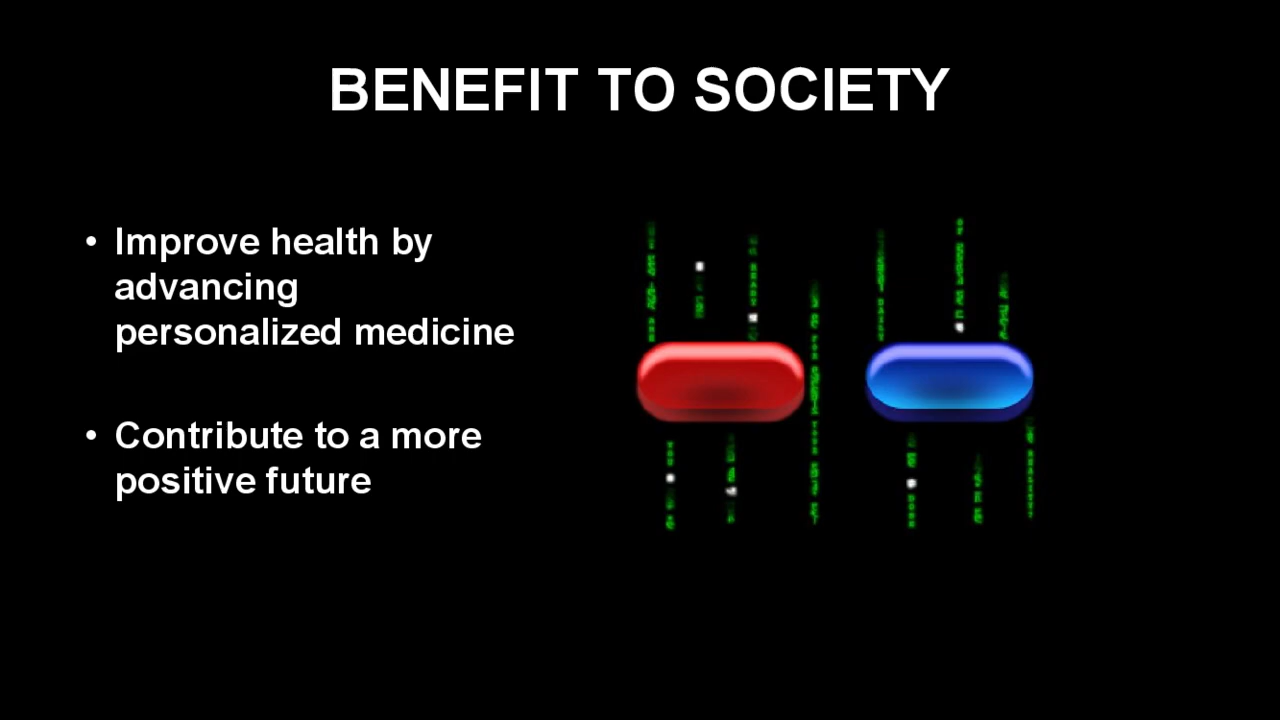 BENEFIT TO SOCIETY
• Improve health by
advancing
personalized medicine
• Contribute to a more
positive future